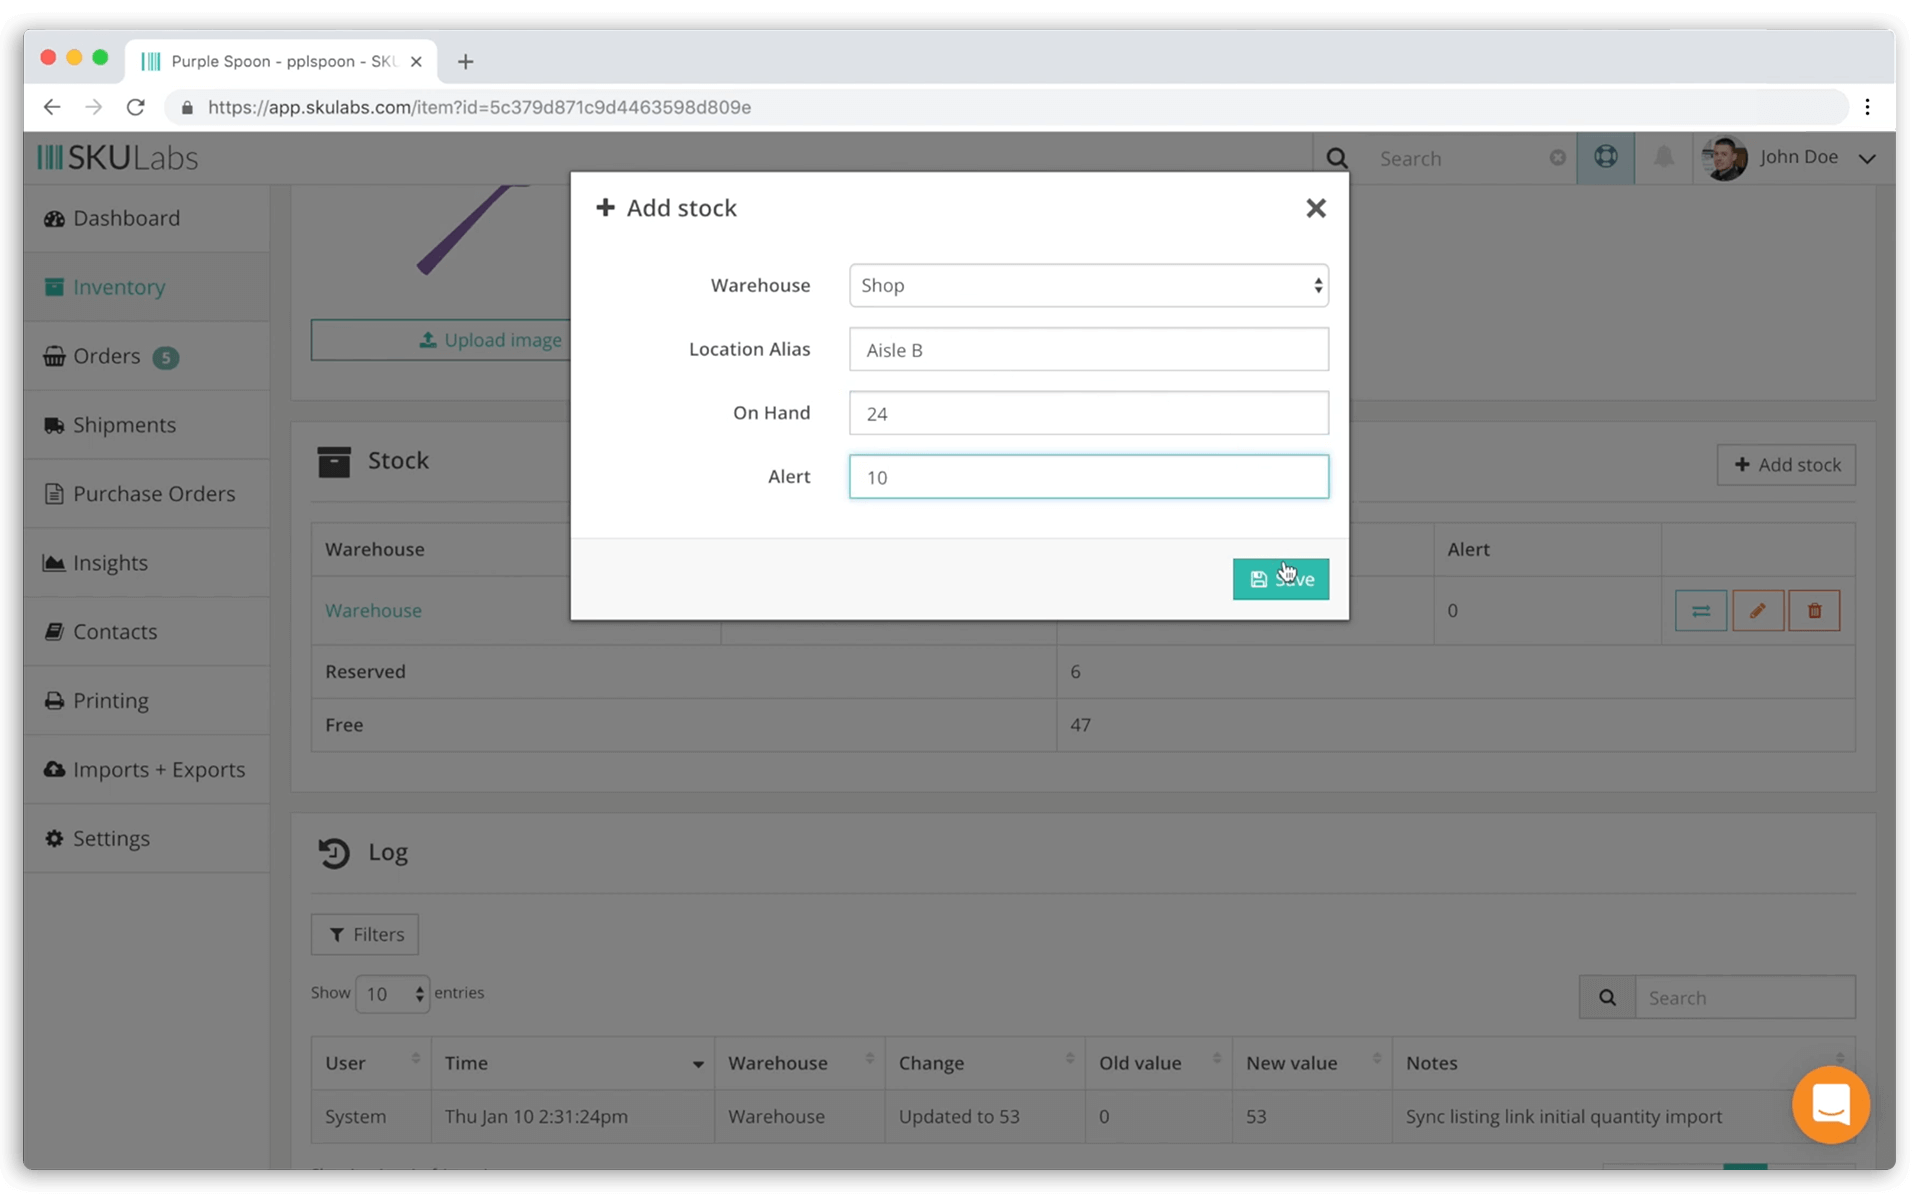 Purple Spoon - pplspoon - SKU
https://app.skulabs.com/item?id=5c379d871c9d4463598d809e
SKULabs
Search
John Doe
Dashboard
Inventory
Orders 5
Shipments
Purchase Orders
Insights
Contacts
Printing
Imports + Exports
Settings
Upload image
Add stock
Warehouse Shop
Location Alias Aisle B
On Hand 24
Alert 10
Save
Stock
Add stock
Warehouse Alert
Warehouse 0
Reserved 6
Free 47
Log
Filters
Show 10 entries
Search
User Time Warehouse Change Old value New value Notes
System Thu Jan 10 2:31:24pm Warehouse Updated to 53 0 53 Sync listing link initial quantity import